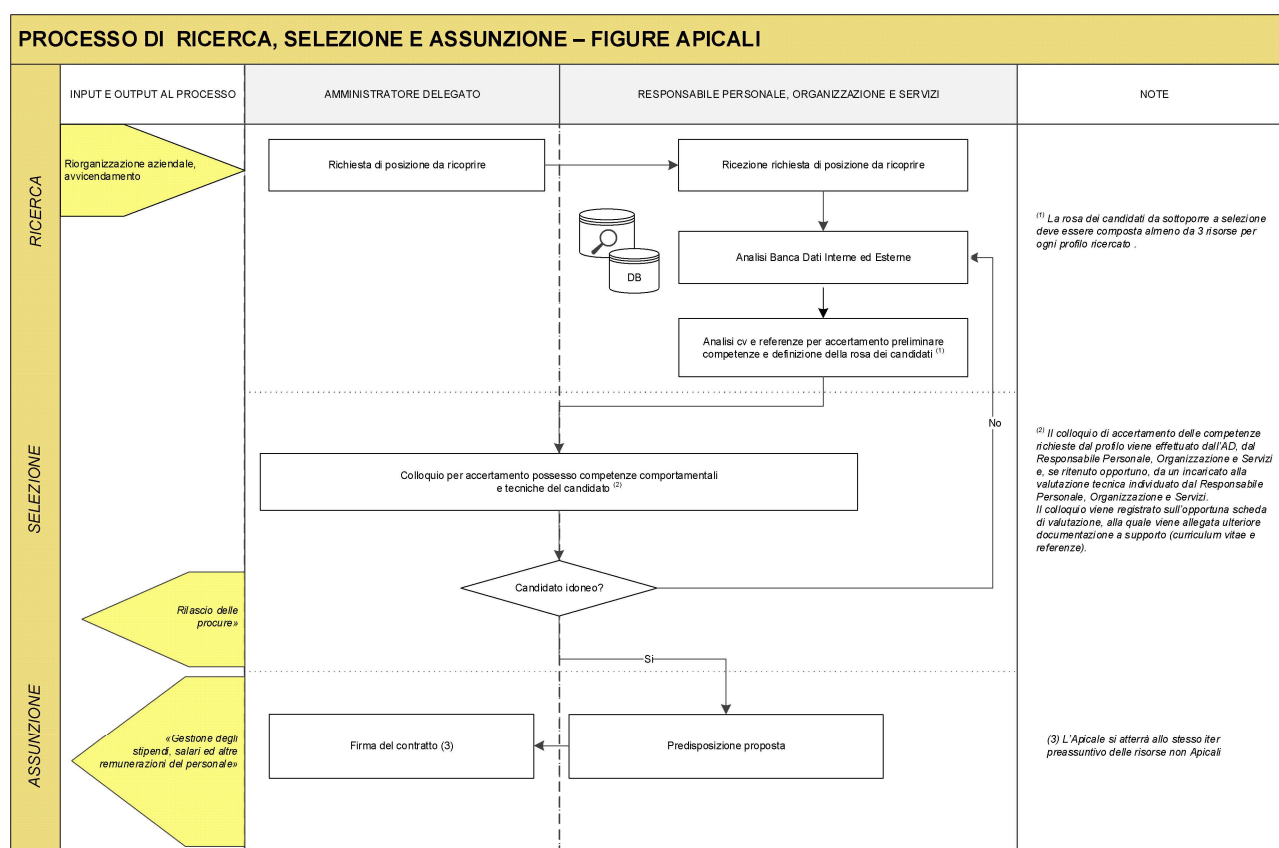 PROCESSO DI RICERCA, SELEZIONE E ASSUNZIONE – FIGURE APICALI
INPUT E OUTPUT AL PROCESSO
AMMINISTRATORE DELEGATO
RESPONSABILE PERSONALE, ORGANIZZAZIONE E SERVIZI
NOTE
RICERCA
Riorganizzazione aziendale,
avvicendamento
Richiesta di posizione da ricoprire
Ricezione richiesta di posizione da ricoprire
DB
Analisi Banca Dati Interne ed Esterne
Analisi cv e referenze per accertamento preliminare
competenze e definizione della rosa dei candidati (1)
(1) La rosa dei candidati da sottoporre a selezione
deve essere composta almeno da 3 risorse per
ogni profilo ricercato .
SELEZIONE
No
Colloquio per accertamento possesso competenze comportamentali
e tecniche del candidato (2)
(2) Il colloquio di accertamento delle competenze
richieste dal profilo viene effettuato dall'AD, dal
Responsabile Personale, Organizzazione e Servizi
e, se ritenuto opportuno, da un incaricato alla
valutazione tecnica individuato dal Responsabile
Personale, Organizzazione e Servizi.
Il colloquio viene registrato sull'opportuna scheda
di valutazione, alla quale viene allegata ulteriore
documentazione a supporto (curriculum vitae e
referenze).
Candidato idoneo?
Rilascio delle
procure»
Si
ASSUNZIONE
«Gestione degli
stipendi, salari ed altre
remunerazioni del personale»
Firma del contratto (3)
Predisposizione proposta
(3) L'Apicale si atterrà allo stesso iter
preassuntivo delle risorse non Apicali